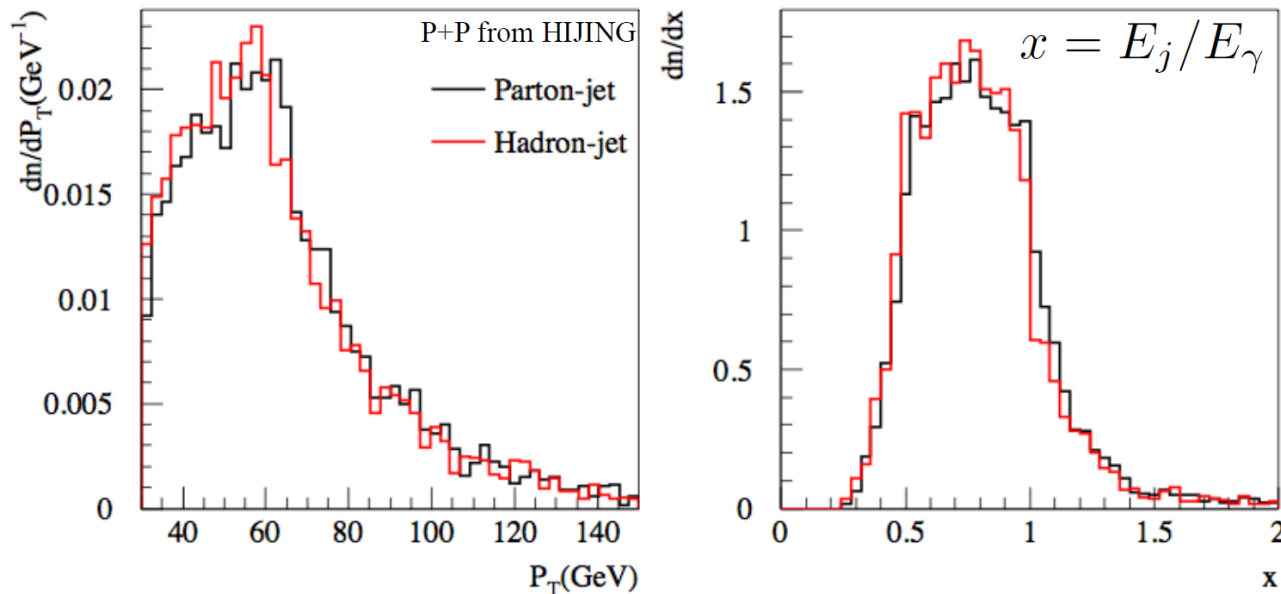 P+P from HIJING
Parton-jet
Hadron-jet
dn/dP_T(GeV⁻¹)
0.02
0.015
0.01
0.005
0
40 60 80 100 120 140
P_T(GeV)
x = E_j/E_γ
dn/dx
1.5
1
0.5
0
0 0.5 1 1.5 2
x